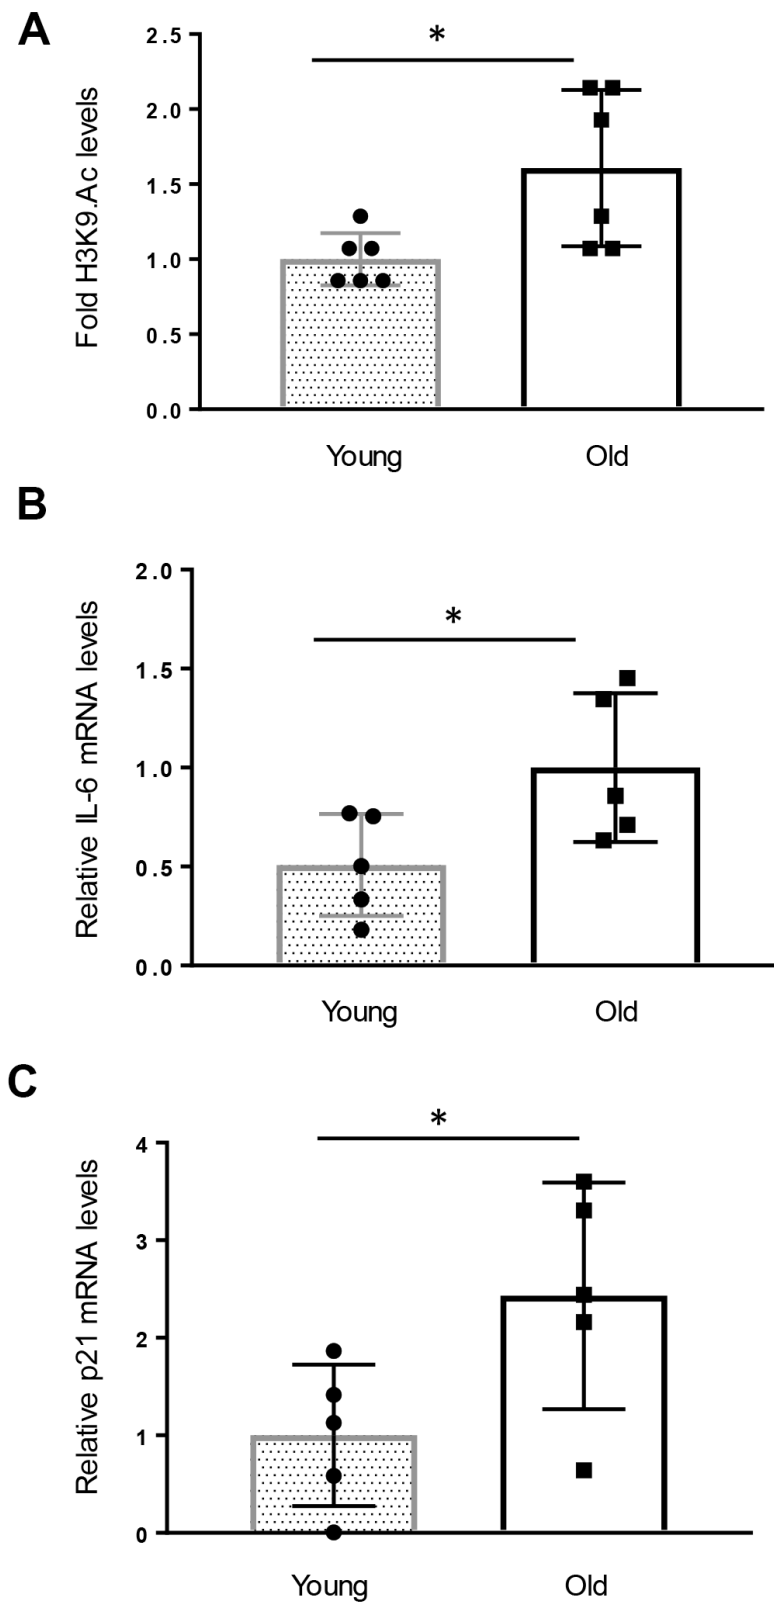 A
Fold H3K9.Ac levels
2.5
2.0
1.5
1.0
0.5
0.0
*
Young
Old
B
Relative IL-6 mRNA levels
2.0
1.5
1.0
0.5
0.0
*
Young
Old
C
Relative p21 mRNA levels
4
3
2
1
0
*
Young
Old